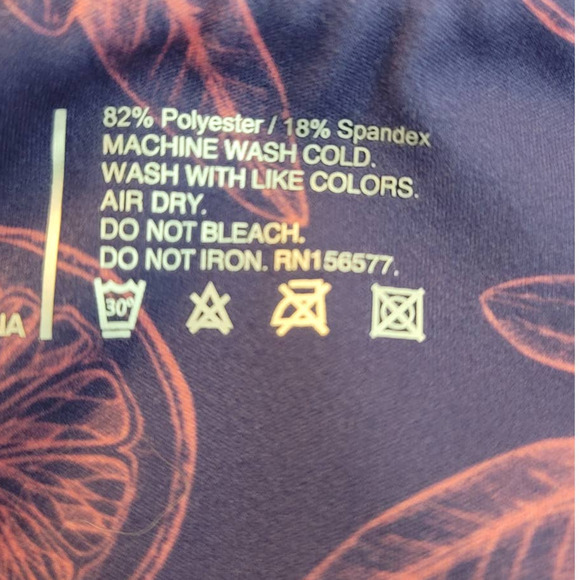 82% Polyester / 18% Spandex
MACHINE WASH COLD.
WASH WITH LIKE COLORS.
AIR DRY.
DO NOT BLEACH.
DO NOT IRON. RN156577.
30°
IA